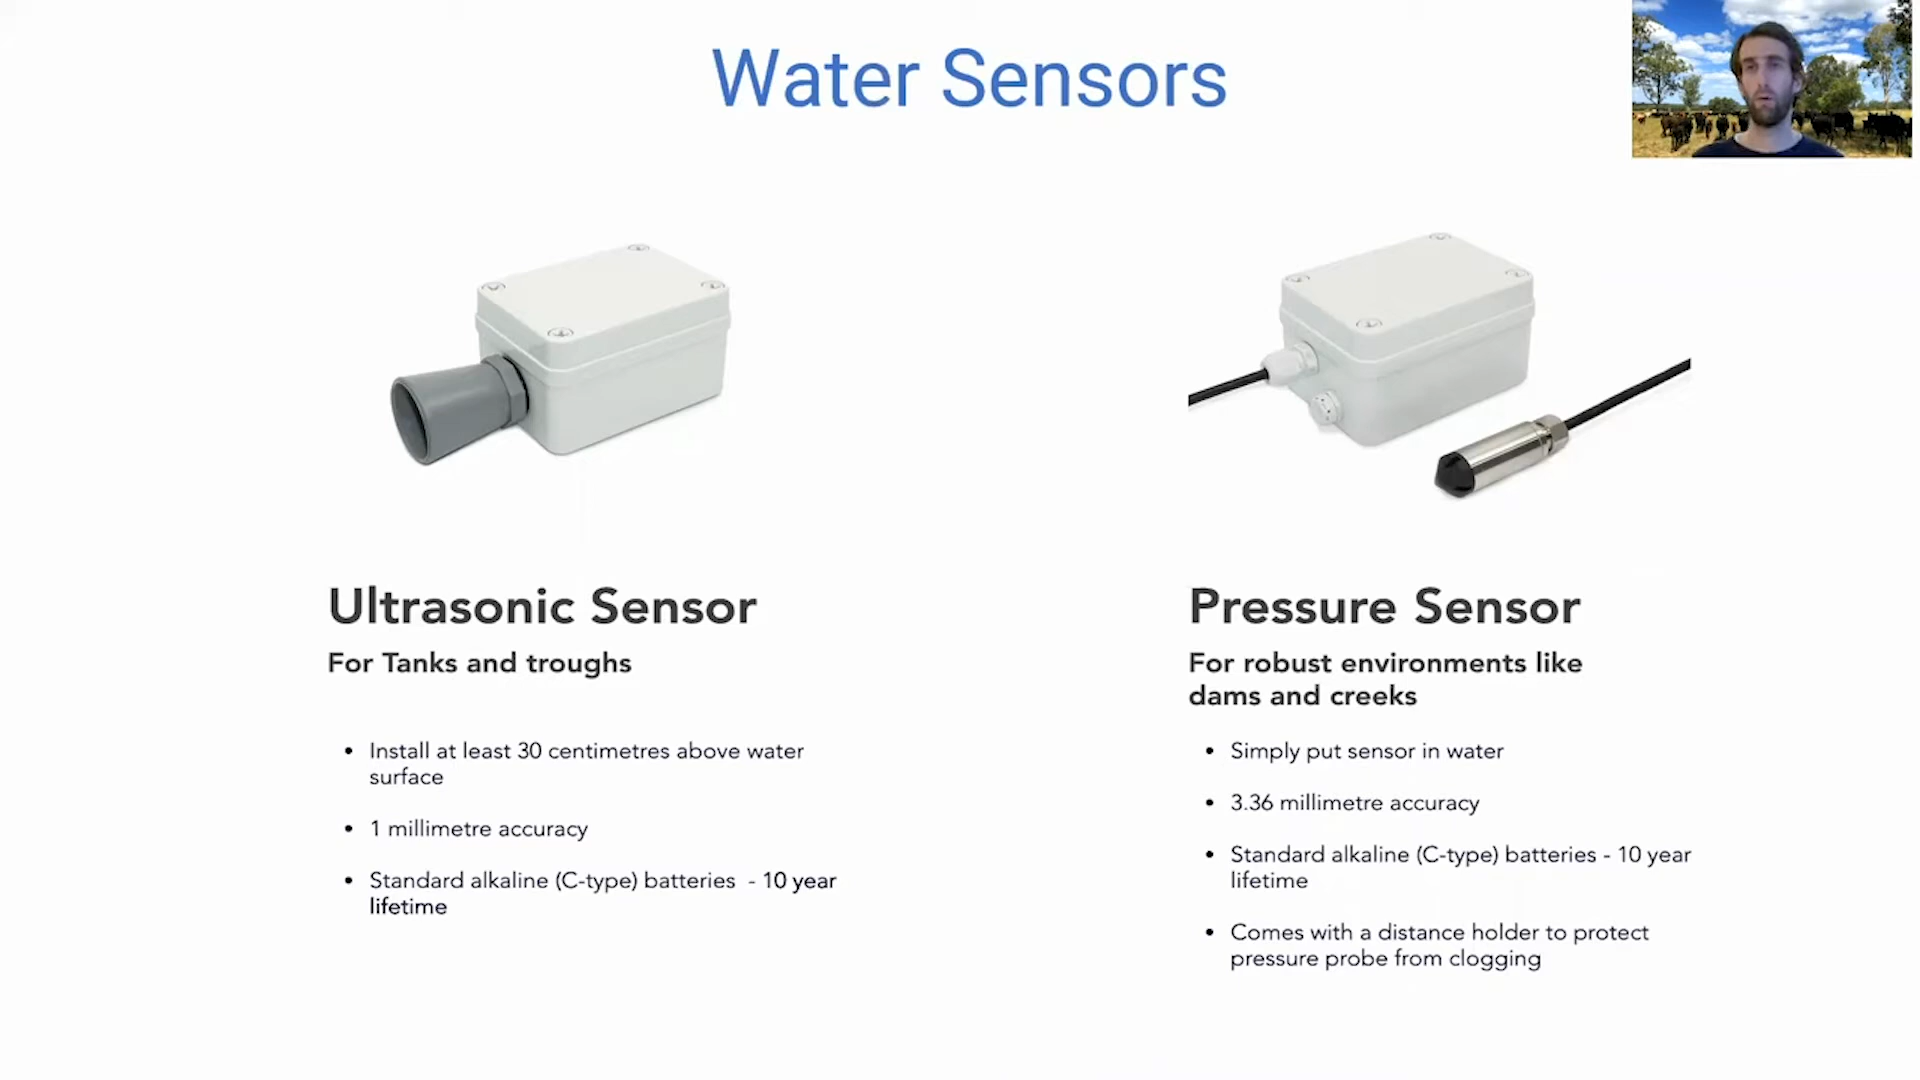 Water Sensors
Ultrasonic Sensor
For Tanks and troughs
• Install at least 30 centimetres above water
surface
• 1 millimetre accuracy
• Standard alkaline (C-type) batteries - 10 year
lifetime
Pressure Sensor
For robust environments like
dams and creeks
• Simply put sensor in water
• 3.36 millimetre accuracy
• Standard alkaline (C-type) batteries - 10 year
lifetime
• Comes with a distance holder to protect
pressure probe from clogging